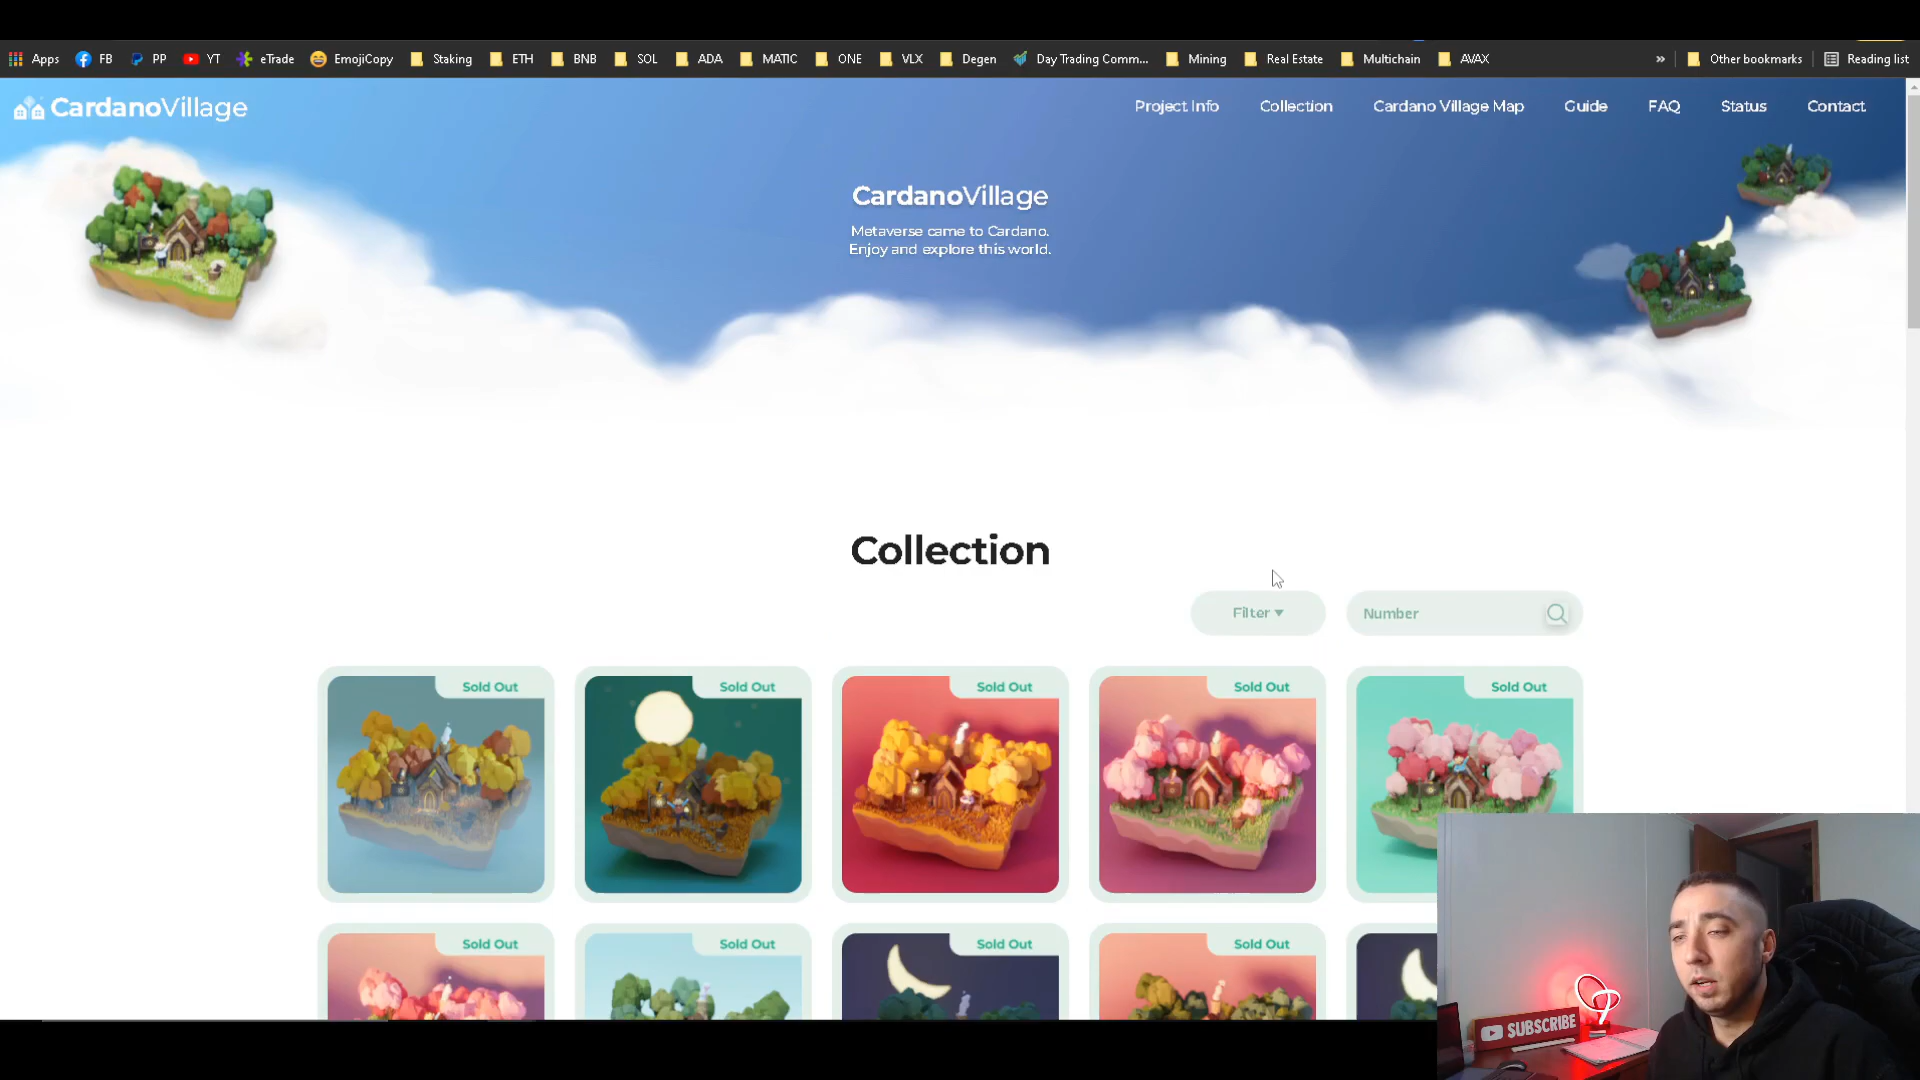 Apps FB PP YT eTrade EmojiCopy Staking ETH BNB SOL ADA MATIC ONE VLX Degen Day Trading Comm... Mining Real Estate Multichain AVAX » Other bookmarks Reading list
CardanoVillage
Project Info Collection Cardano Village Map Guide FAQ Status Contact
CardanoVillage
Metaverse came to Cardano.
Enjoy and explore this world.
Collection
Filter ▾ Number
Sold Out Sold Out Sold Out Sold Out Sold Out
Sold Out Sold Out Sold Out Sold Out
SUBSCRIBE